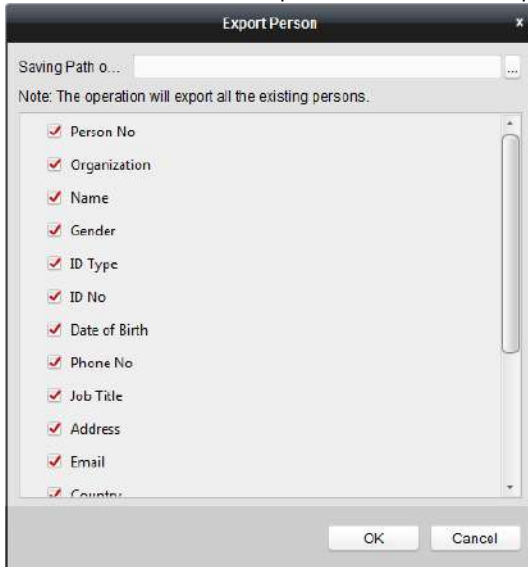 Export Person x
Saving Path o... ...
Note: The operation will export all the existing persons.
Person No
Organization
Name
Gender
ID Type
ID No
Date of Birth
Phone No
Job Title
Address
Email
Country
OK Cancel